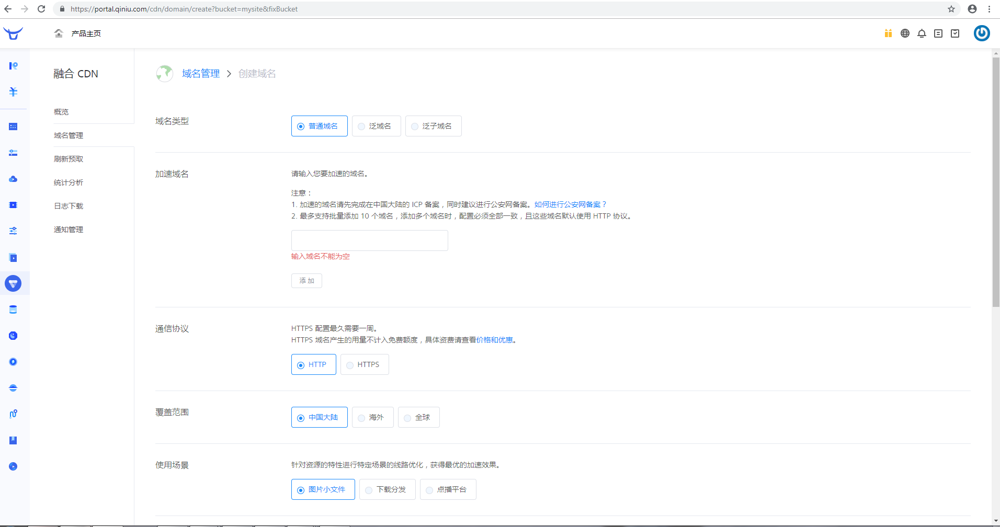 https://portal.qiniu.com/cdn/domain/create?bucket=mysite&fixBucket
产品主页
融合 CDN
概览
域名管理
刷新预取
统计分析
日志下载
通知管理
域名管理 > 创建域名
域名类型
普通域名 泛域名 泛子域名
加速域名
请输入您要加速的域名。
注意：
1. 加速的域名请先完成在中国大陆的 ICP 备案，同时建议进行公安网备案。如何进行公安网备案？
2. 最多支持批量添加 10 个域名，添加多个域名时，配置必须全部一致，且这些域名默认使用 HTTP 协议。
输入域名不能为空
添 加
通信协议
HTTPS 配置最久需要一周。
HTTPS 域名产生的用量不计入免费额度，具体资费请查看价格和优惠。
HTTP HTTPS
覆盖范围
中国大陆 海外 全球
使用场景
针对资源的特性进行特定场景的线路优化，获得最优的加速效果。
图片小文件 下载分发 点播平台